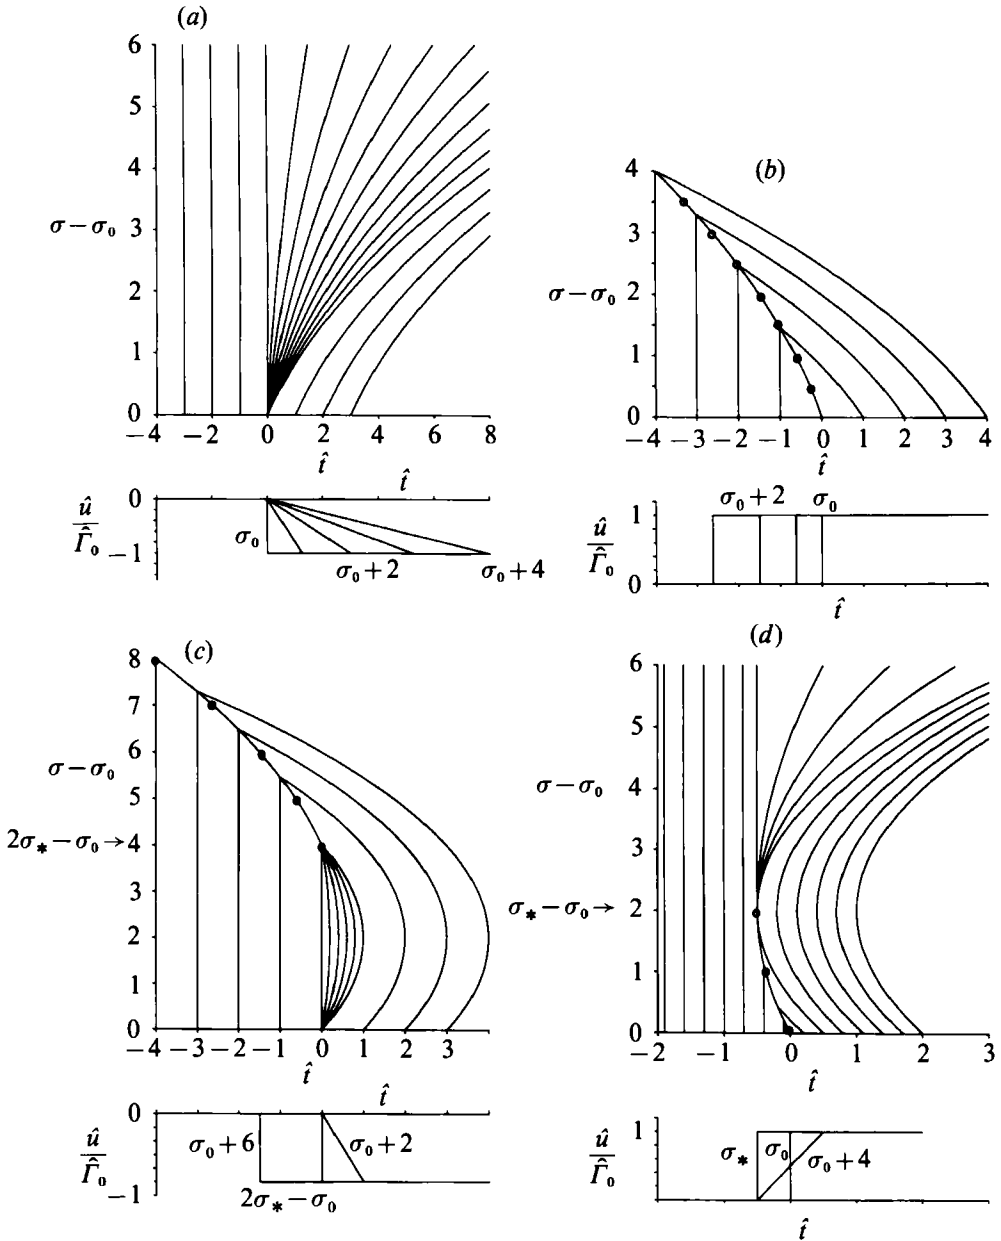 (a)
6
5
4
σ − σ₀ 3
2
1
0
−4 −2 0 2 4 6 8
t̂
t̂
0
û/Γ̂₀
−1
σ₀
σ₀ + 2
σ₀ + 4
(b)
4
3
σ − σ₀ 2
1
0
−4 −3 −2 −1 0 1 2 3 4
t̂
σ₀ + 2 σ₀
1
û/Γ̂₀
0
t̂
(c)
8
7
6
σ − σ₀
5
2σ* − σ₀ → 4
3
2
1
0
−4 −3 −2 −1 0 1 2 3
t̂
t̂
0
û/Γ̂₀
−1
σ₀ + 6
σ₀ + 2
2σ* − σ₀
(d)
6
5
σ − σ₀ 4
3
σ* − σ₀ → 2
1
0
−2 −1 0 1 2 3
t̂
1
û/Γ̂₀
0
σ* σ₀ σ₀ + 4
t̂